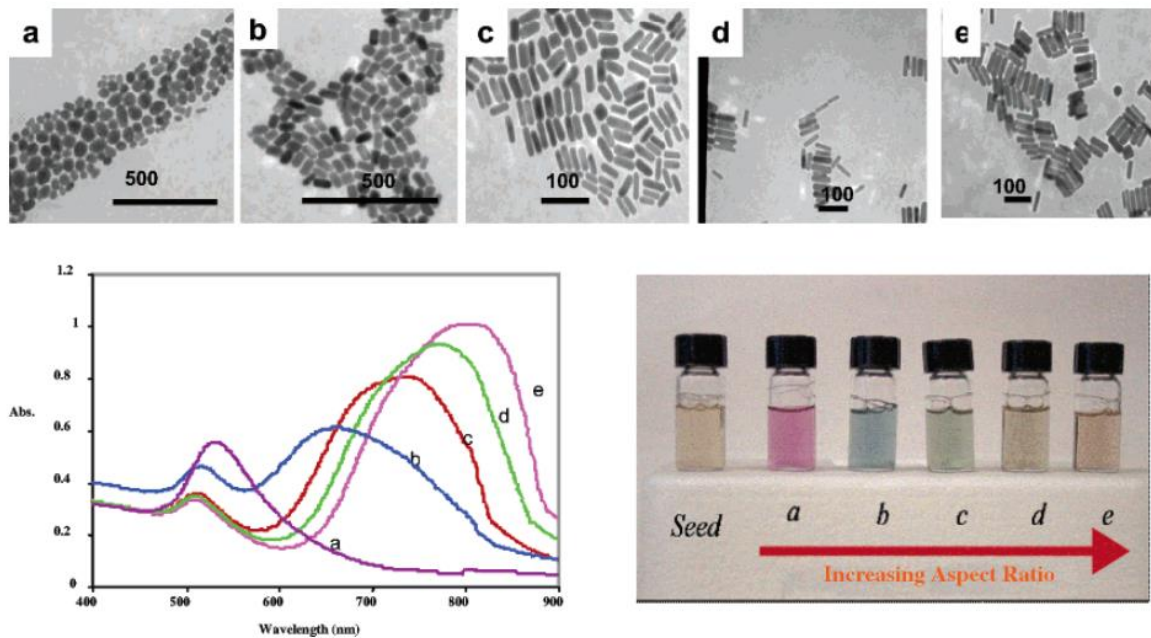 a b c d e
500 500 100 100 100
1.2
1
0.8
Abs.
0.6
0.4
0.2
0
400 500 600 700 800 900
Wavelength (nm)
e
d
c
b
a
Seed a b c d e
Increasing Aspect Ratio